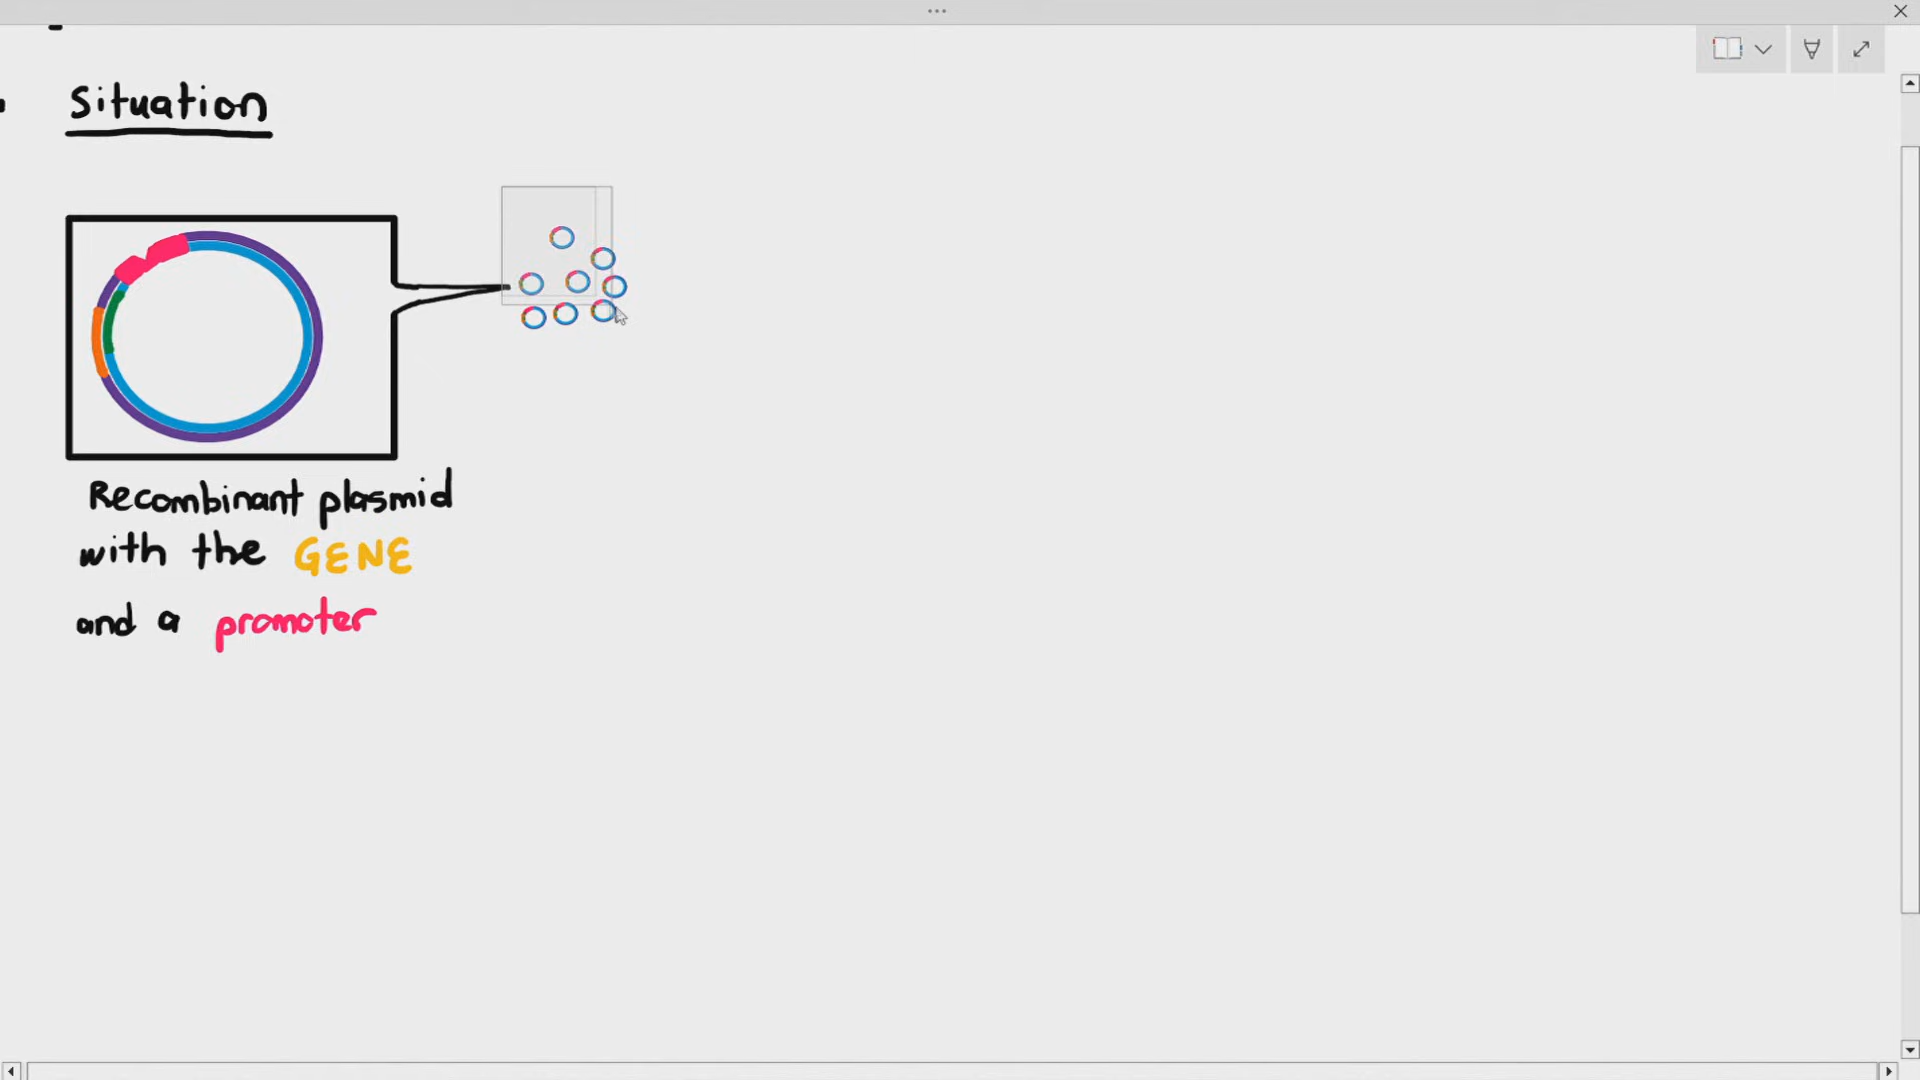 Situation
Recombinant plasmid
with the GENE
and a promoter